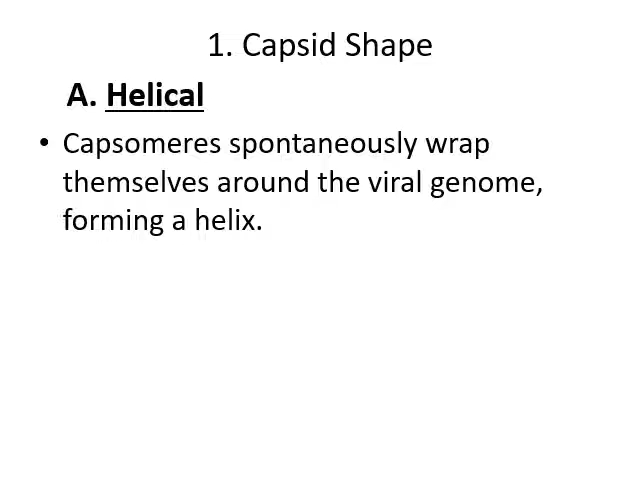 1. Capsid Shape
A. Helical
• Capsomeres spontaneously wrap
themselves around the viral genome,
forming a helix.